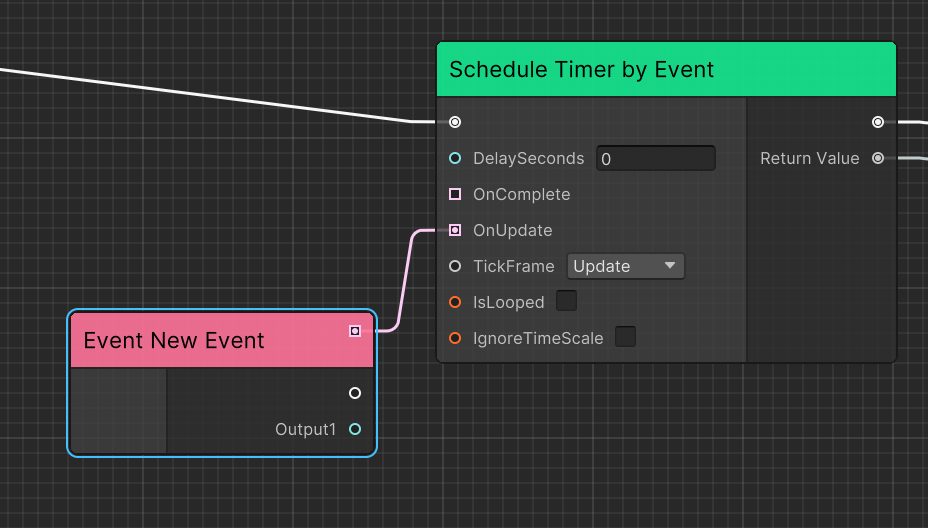 Schedule Timer by Event
DelaySeconds 0
Return Value
OnComplete
OnUpdate
TickFrame Update
IsLooped
IgnoreTimeScale
Event New Event
Output1